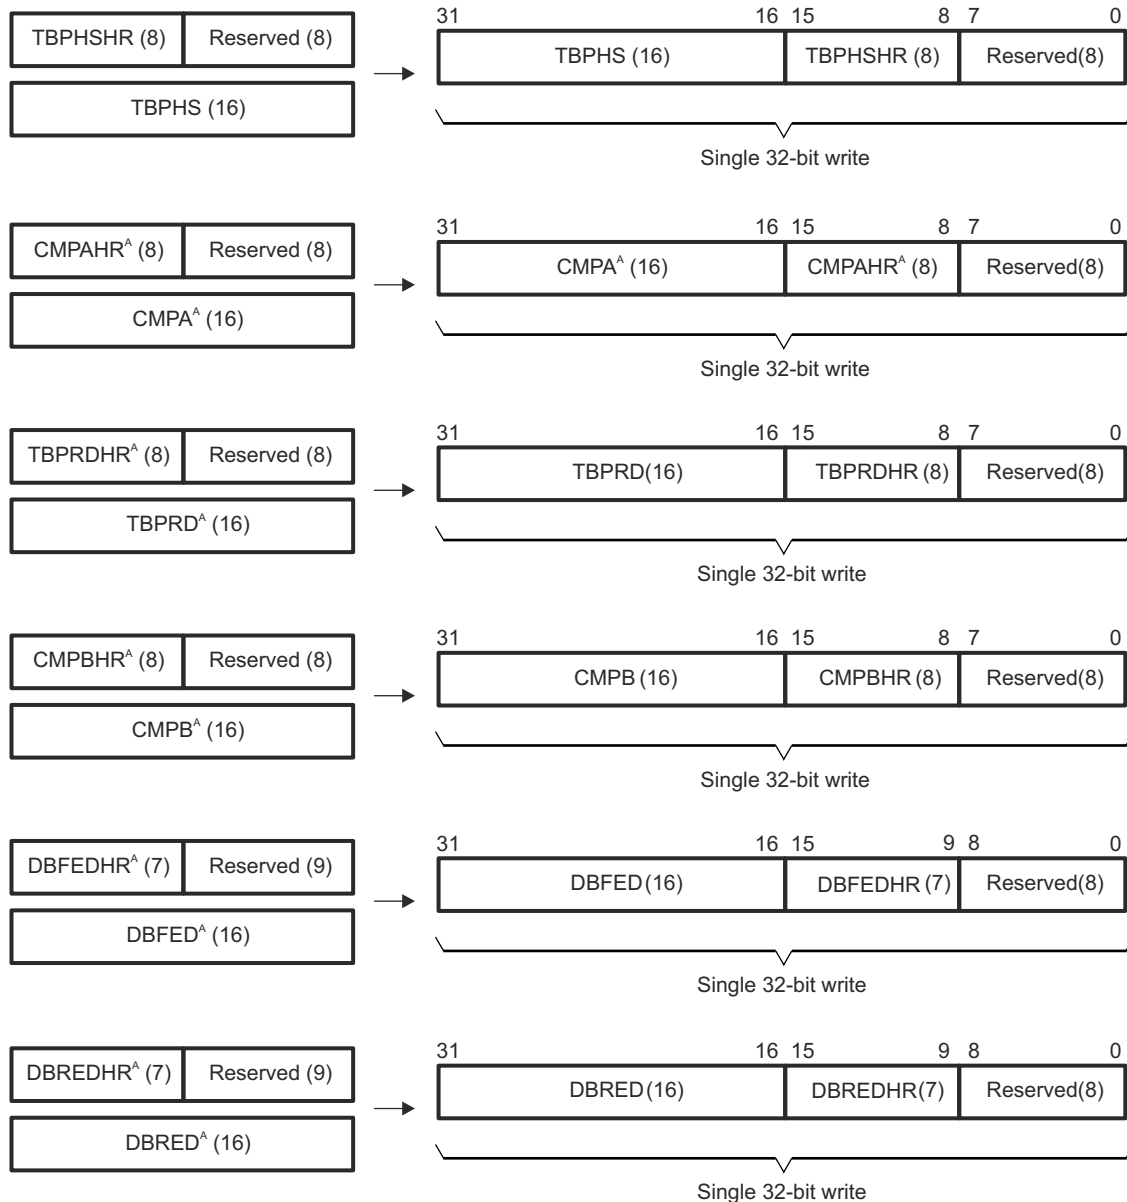 31 16 15 8 7 0
TBPHSHR (8) Reserved (8)
TBPHS (16) TBPHSHR (8) Reserved(8)
TBPHS (16)
Single 32-bit write
31 16 15 8 7 0
CMPAHR^A (8) Reserved (8)
CMPA^A (16) CMPAHR^A (8) Reserved(8)
CMPA^A (16)
Single 32-bit write
31 16 15 8 7 0
TBPRDHR^A (8) Reserved (8)
TBPRD(16) TBPRDHR (8) Reserved(8)
TBPRD^A (16)
Single 32-bit write
31 16 15 8 7 0
CMPBHR^A (8) Reserved (8)
CMPB (16) CMPBHR (8) Reserved(8)
CMPB^A (16)
Single 32-bit write
31 16 15 9 8 0
DBFEDHR^A (7) Reserved (9)
DBFED(16) DBFEDHR (7) Reserved(8)
DBFED^A (16)
Single 32-bit write
31 16 15 9 8 0
DBREDHR^A (7) Reserved (9)
DBRED(16) DBREDHR(7) Reserved(8)
DBRED^A (16)
Single 32-bit write